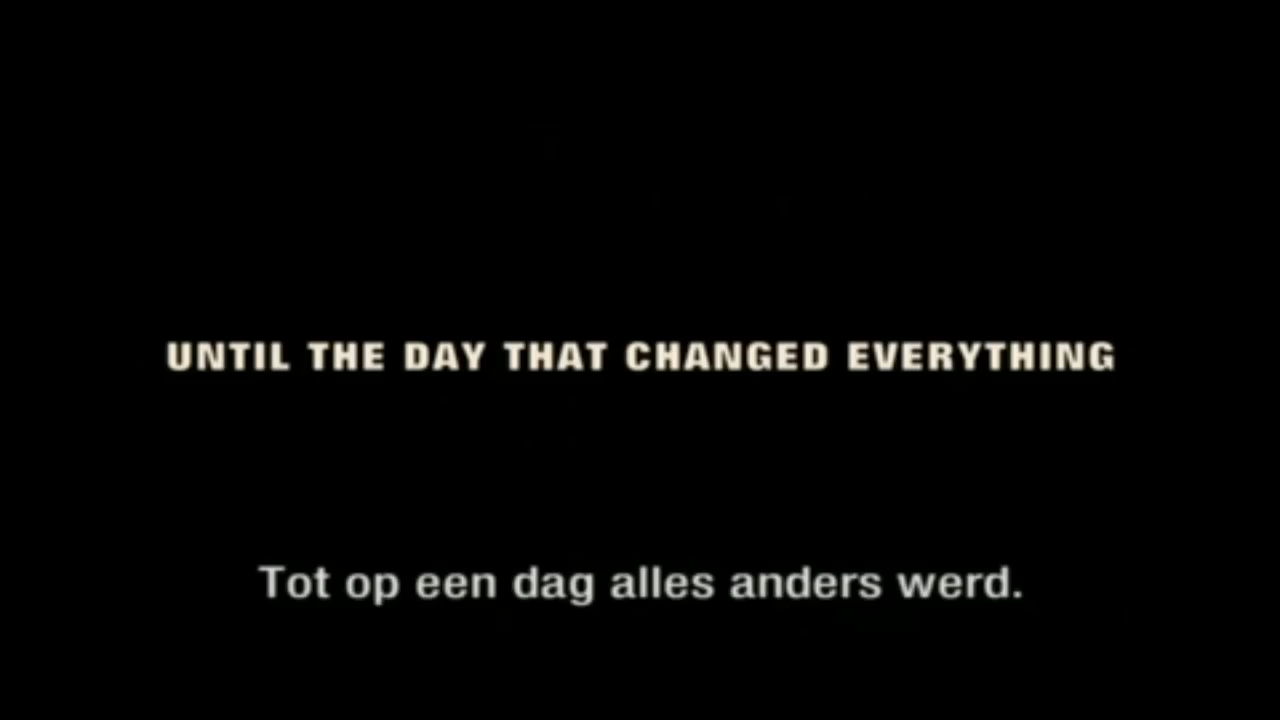 UNTIL THE DAY THAT CHANGED EVERYTHING
Tot op een dag alles anders werd.